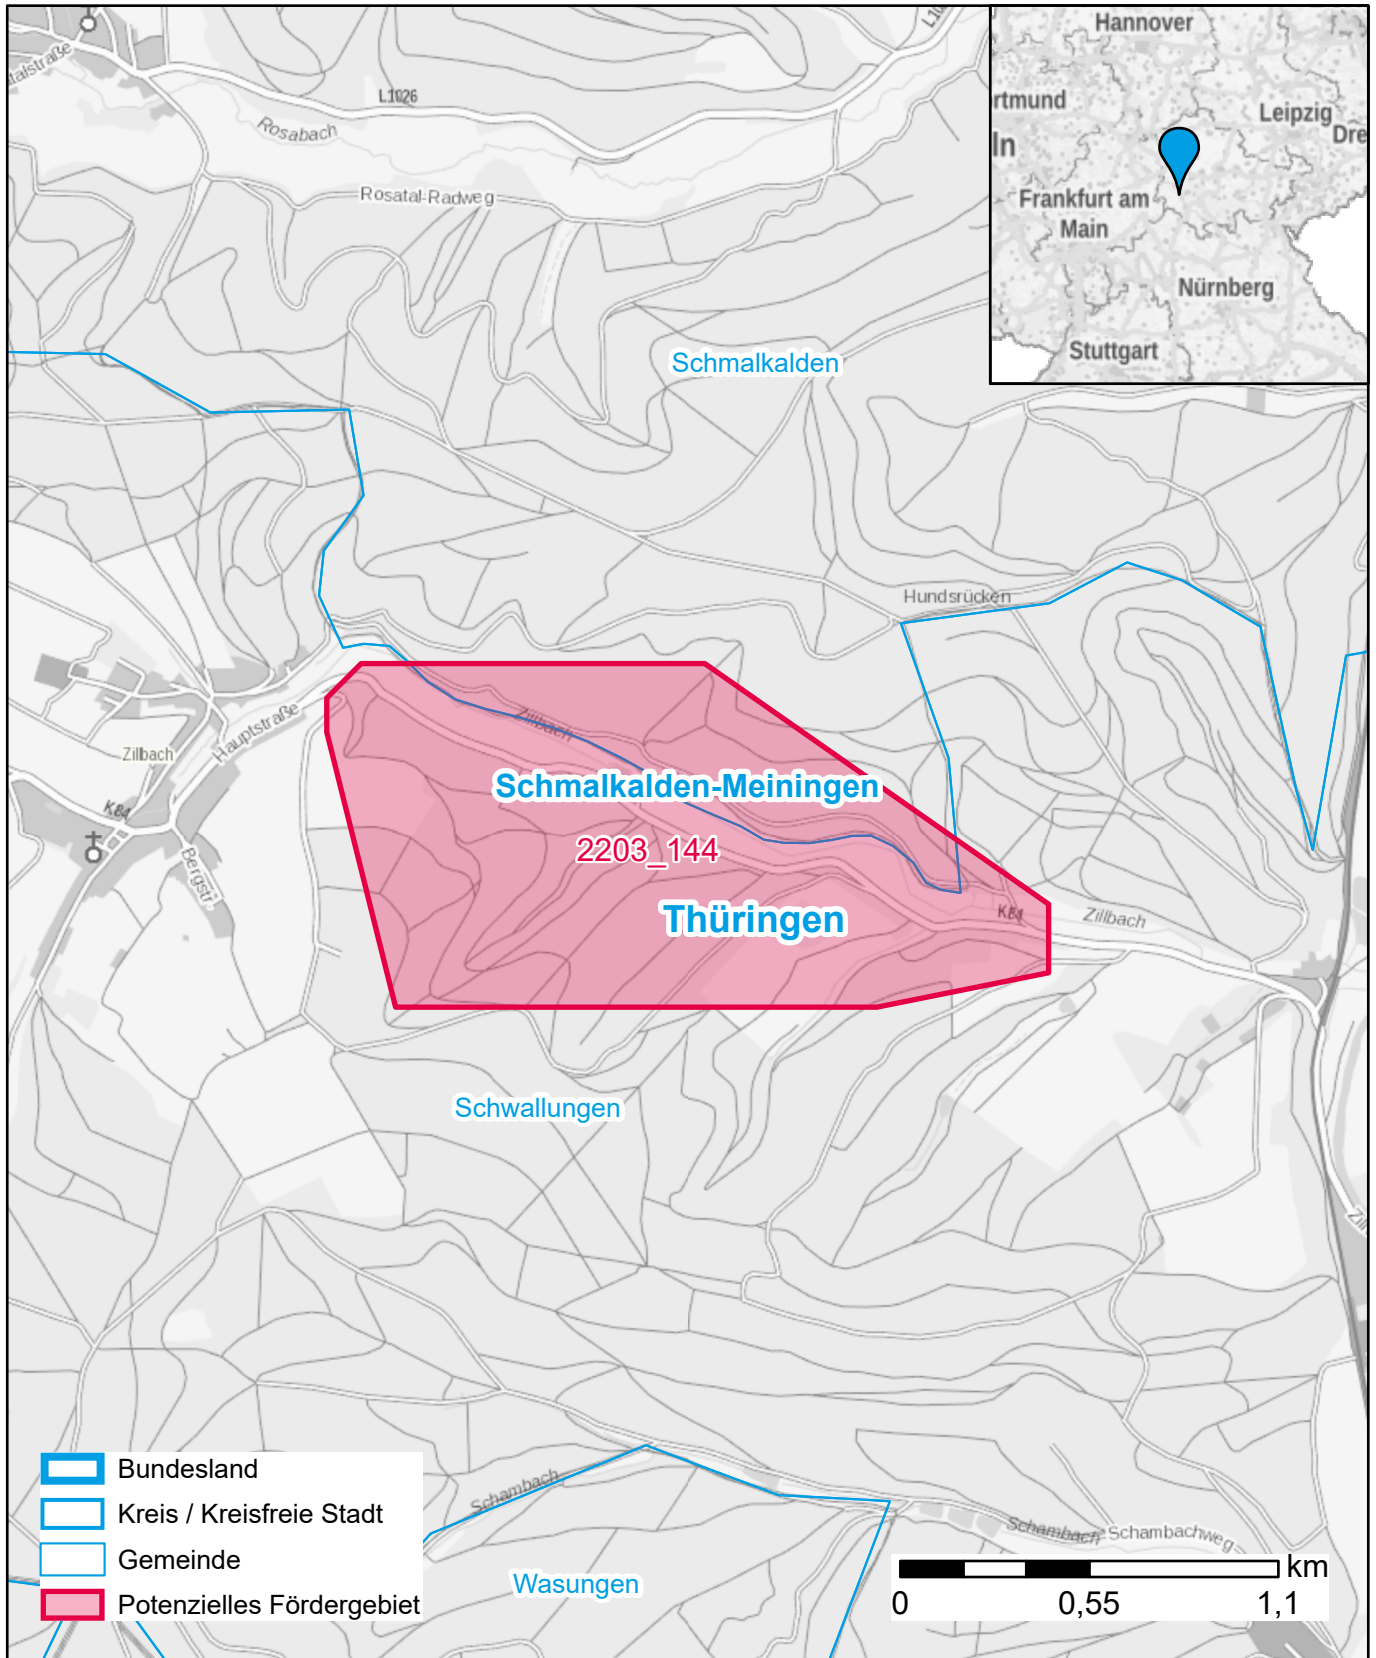 Hannover
rtmund
Leipzig
Dre
ln
Frankfurt am
Main
Nürnberg
Stuttgart
talstraße
L1026
Rosabach
Rosatal-Radweg
Schmalkalden
Hundsrücken
Hauptstraße
Zillbach
Zillbach
K84
Bergstr.
Schmalkalden-Meiningen
2203_144
Thüringen
K84
Zillbach
Schwallungen
Schambach
Schambach
Schambachweg
Wasungen
Bundesland
Kreis / Kreisfreie Stadt
Gemeinde
Potenzielles Fördergebiet
km
0 0,55 1,1